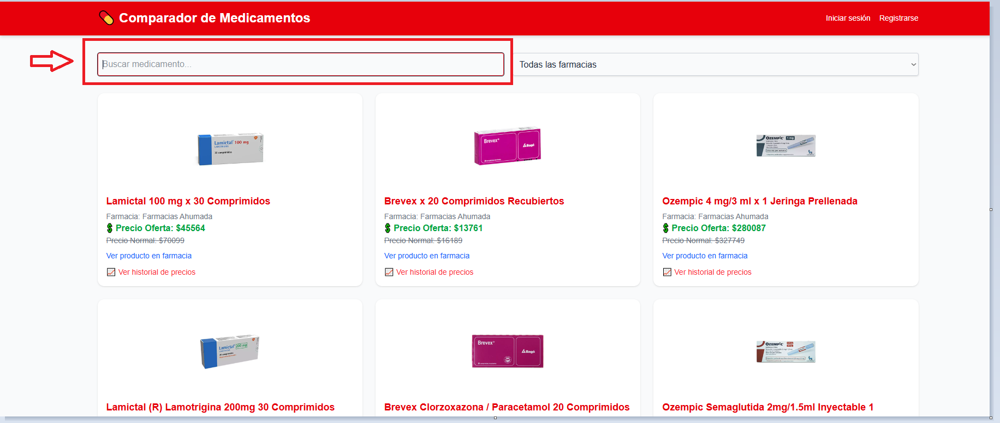 Comparador de Medicamentos
Iniciar sesión
Registrarse
Buscar medicamento...
Todas las farmacias
Lamictal 100 mg
LAMOTRIGINA
30 comprimidos
Brevex
Bagó
OZEMPIC 1 mg
Lamictal 100 mg x 30 Comprimidos
Farmacia: Farmacias Ahumada
Precio Oferta: $45564
Precio Normal: $70099
Ver producto en farmacia
Ver historial de precios
Brevex x 20 Comprimidos Recubiertos
Farmacia: Farmacias Ahumada
Precio Oferta: $13761
Precio Normal: $16189
Ver producto en farmacia
Ver historial de precios
Ozempic 4 mg/3 ml x 1 Jeringa Prellenada
Farmacia: Farmacias Ahumada
Precio Oferta: $280087
Precio Normal: $327749
Ver producto en farmacia
Ver historial de precios
Lamictal 200 mg
30 comprimidos
Brevex
Bagó
OZEMPIC
Lamictal (R) Lamotrigina 200mg 30 Comprimidos
Brevex Clorzoxazona / Paracetamol 20 Comprimidos
Ozempic Semaglutida 2mg/1.5ml Inyectable 1